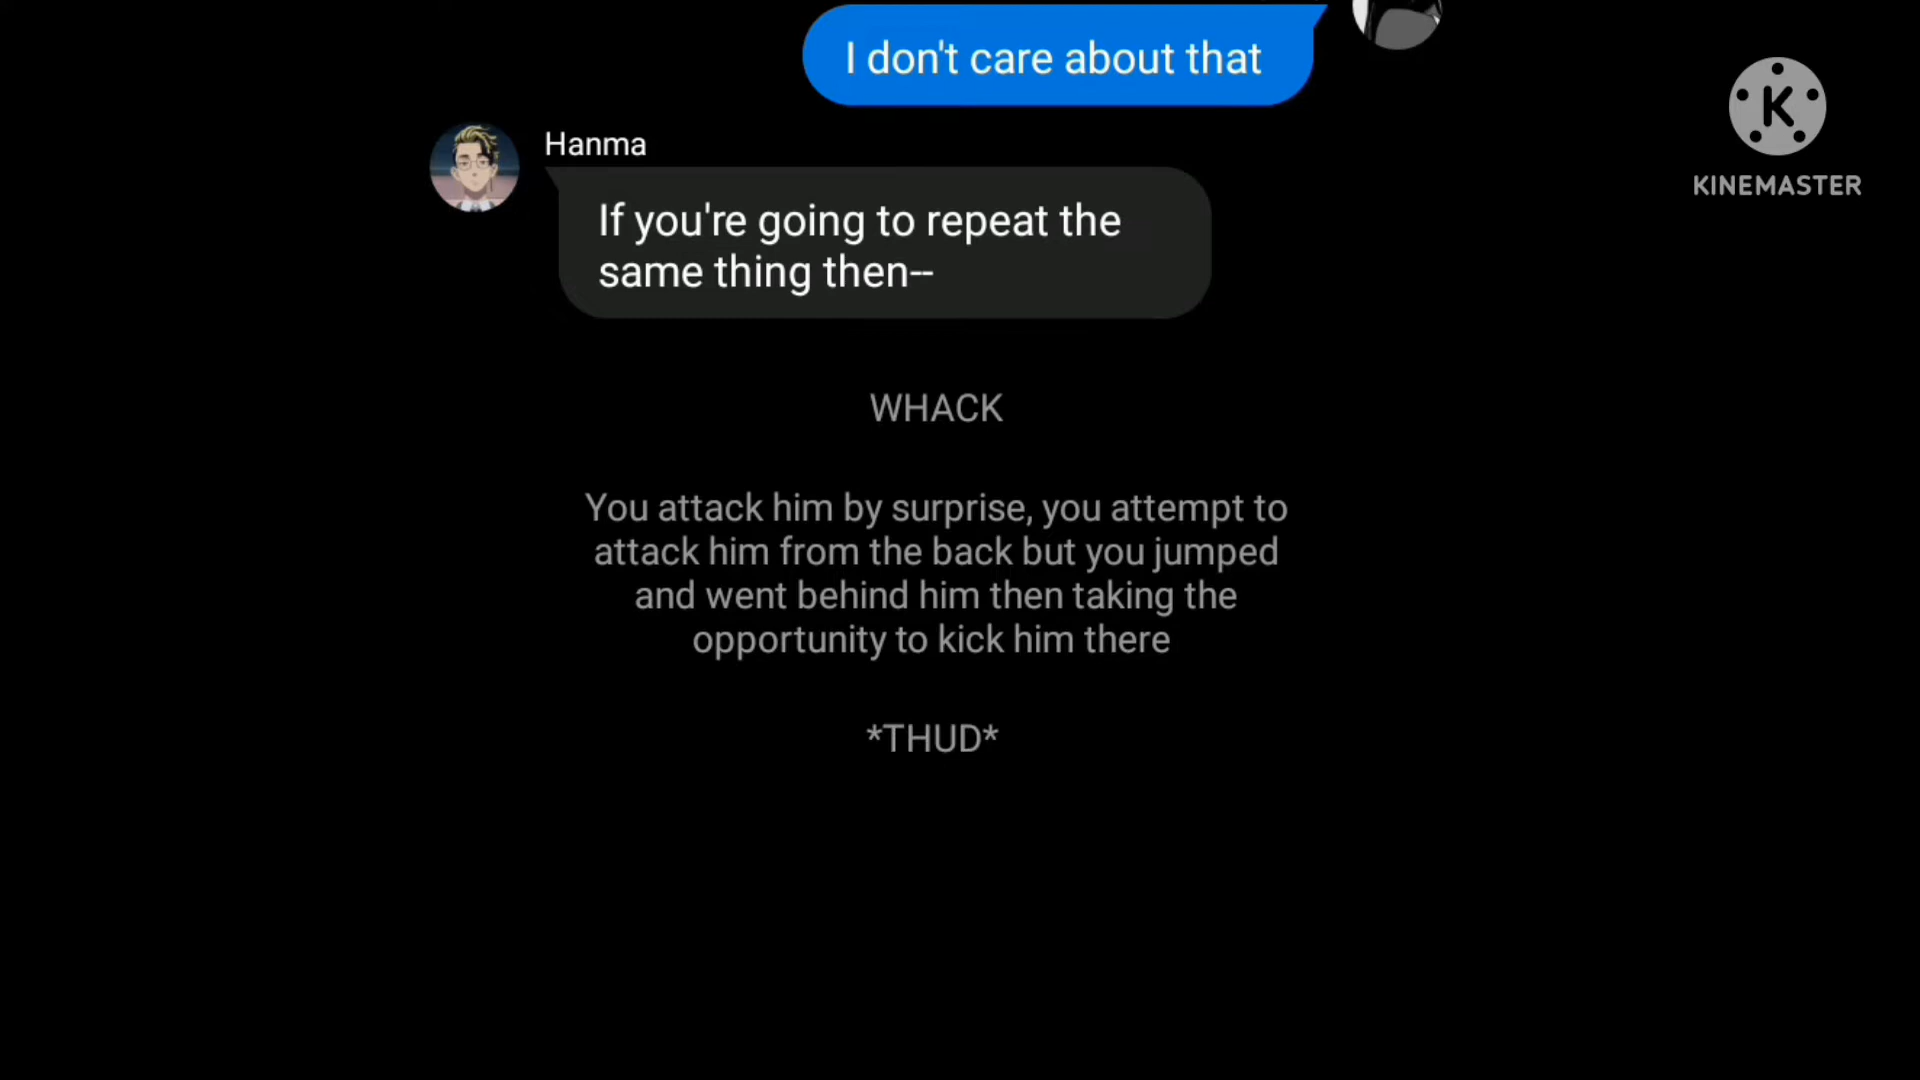 I don't care about that
Hanma
If you're going to repeat the
same thing then--
WHACK
You attack him by surprise, you attempt to
attack him from the back but you jumped
and went behind him then taking the
opportunity to kick him there
*THUD*
K
KINEMASTER